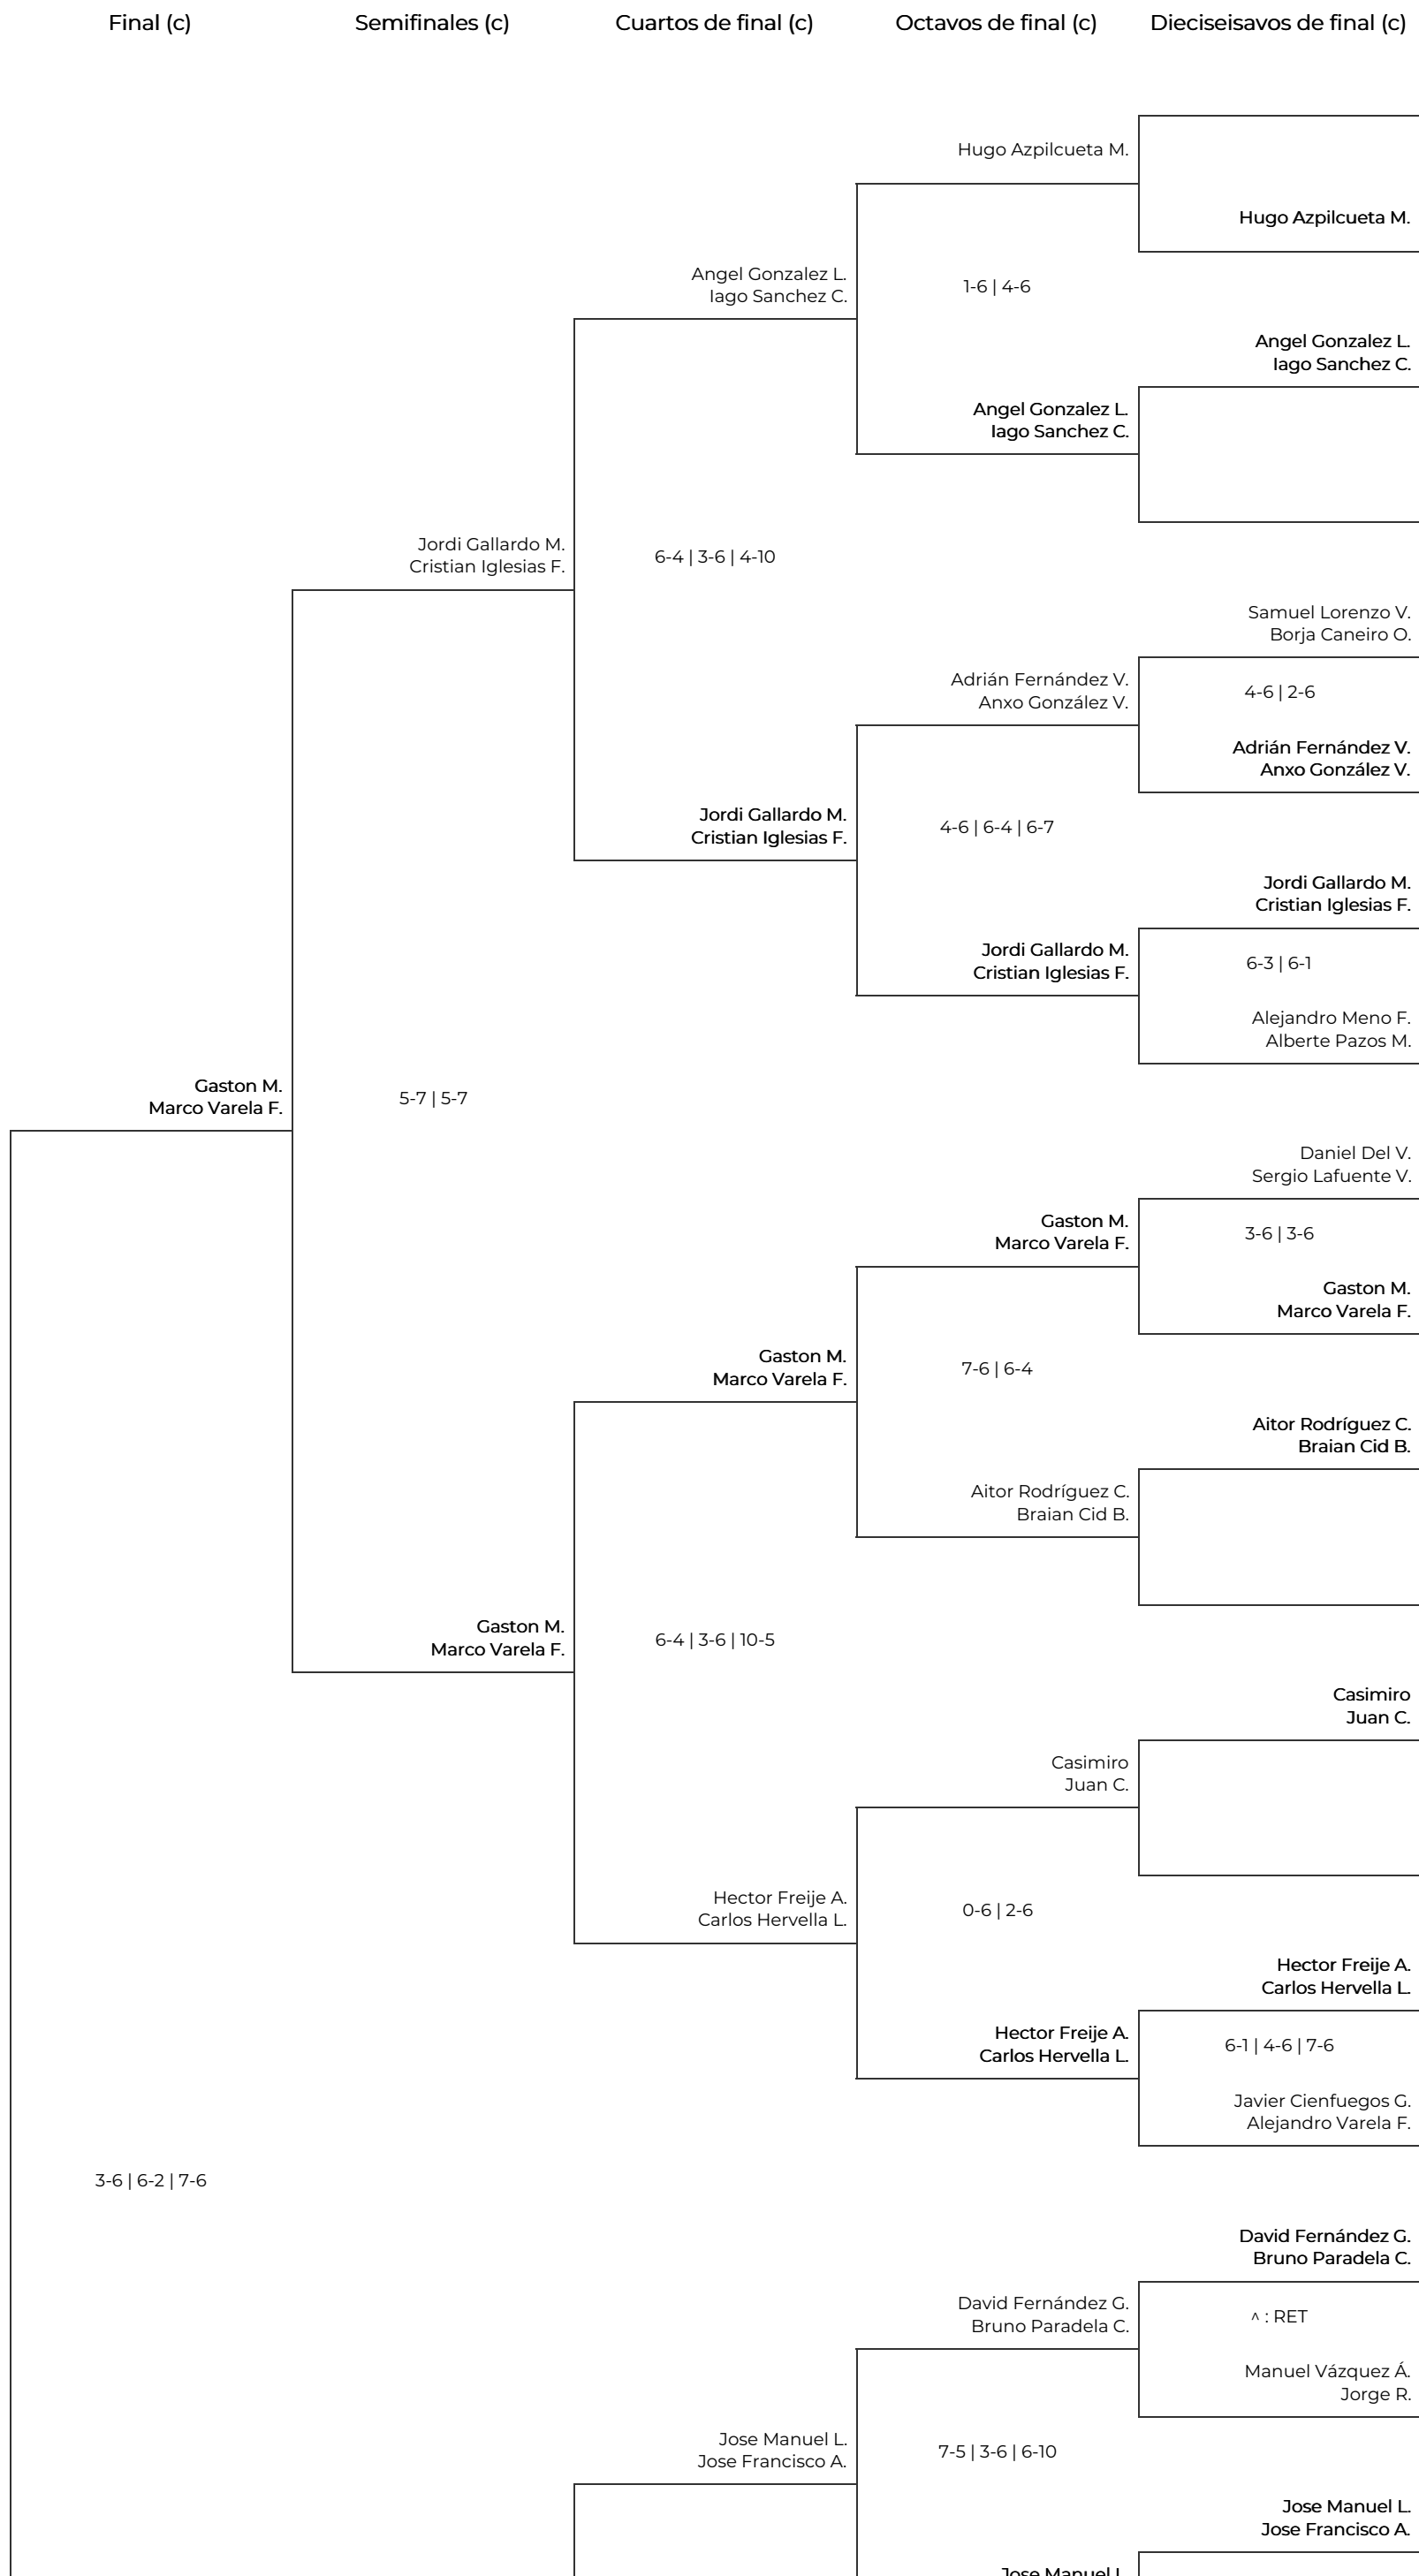 Final (c)
Semifinales (c)
Cuartos de final (c)
Octavos de final (c)
Dieciseisavos de final (c)
Hugo Azpilcueta M.
Hugo Azpilcueta M.
Angel Gonzalez L.
Iago Sanchez C.
1-6 | 4-6
Angel Gonzalez L.
Iago Sanchez C.
Angel Gonzalez L.
Iago Sanchez C.
Jordi Gallardo M.
Cristian Iglesias F.
6-4 | 3-6 | 4-10
Samuel Lorenzo V.
Borja Caneiro O.
Adrián Fernández V.
Anxo González V.
4-6 | 2-6
Adrián Fernández V.
Anxo González V.
Jordi Gallardo M.
Cristian Iglesias F.
4-6 | 6-4 | 6-7
Jordi Gallardo M.
Cristian Iglesias F.
Jordi Gallardo M.
Cristian Iglesias F.
6-3 | 6-1
Alejandro Meno F.
Alberte Pazos M.
Gaston M.
Marco Varela F.
5-7 | 5-7
Daniel Del V.
Sergio Lafuente V.
Gaston M.
Marco Varela F.
3-6 | 3-6
Gaston M.
Marco Varela F.
Gaston M.
Marco Varela F.
7-6 | 6-4
Aitor Rodríguez C.
Braian Cid B.
Aitor Rodríguez C.
Braian Cid B.
Gaston M.
Marco Varela F.
6-4 | 3-6 | 10-5
Casimiro
Juan C.
Casimiro
Juan C.
Hector Freije A.
Carlos Hervella L.
0-6 | 2-6
Hector Freije A.
Carlos Hervella L.
Hector Freije A.
Carlos Hervella L.
6-1 | 4-6 | 7-6
Javier Cienfuegos G.
Alejandro Varela F.
3-6 | 6-2 | 7-6
David Fernández G.
Bruno Paradela C.
David Fernández G.
Bruno Paradela C.
^ : RET
Manuel Vázquez Á.
Jorge R.
Jose Manuel L.
Jose Francisco A.
7-5 | 3-6 | 6-10
Jose Manuel L.
Jose Francisco A.
Jose Manuel L.